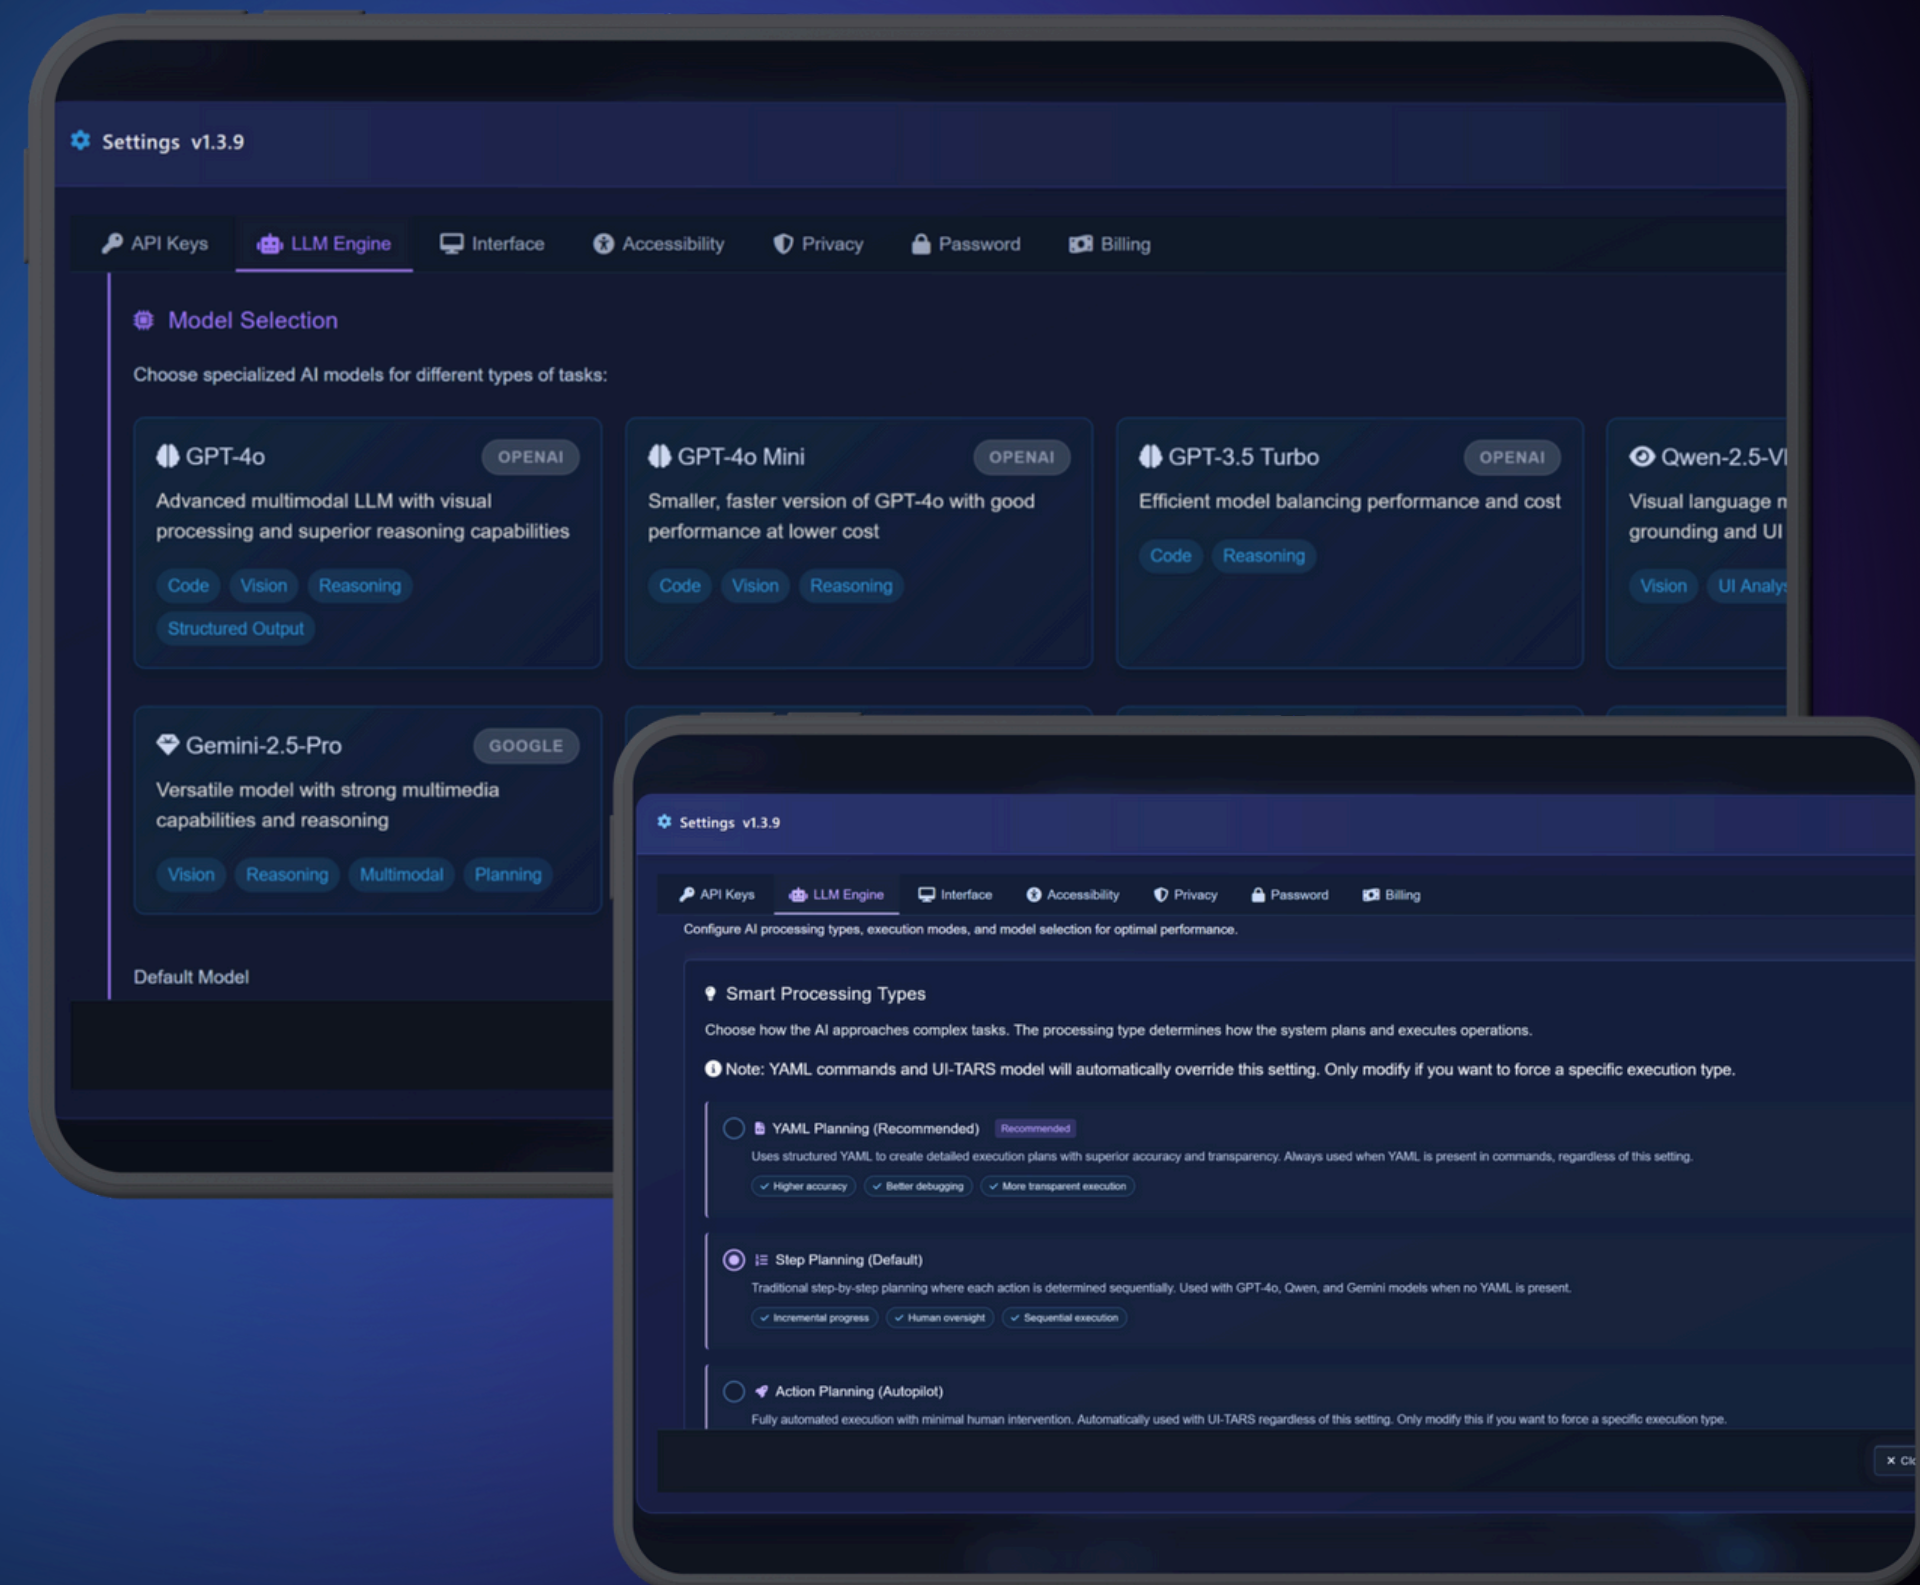 Settings v1.3.9
API Keys
LLM Engine
Interface
Accessibility
Privacy
Password
Billing
Model Selection
Choose specialized AI models for different types of tasks:
GPT-4o
OPENAI
Advanced multimodal LLM with visual
processing and superior reasoning capabilities
Code
Vision
Reasoning
Structured Output
GPT-4o Mini
OPENAI
Smaller, faster version of GPT-4o with good
performance at lower cost
Code
Vision
Reasoning
GPT-3.5 Turbo
OPENAI
Efficient model balancing performance and cost
Code
Reasoning
Qwen-2.5-
Visual language
grounding and UI
Vision
UI
Gemini-2.5-Pro
GOOGLE
Versatile model with strong multimedia
capabilities and reasoning
Vision
Reasoning
Multimodal
Planning
Default Model
Settings v1.3.9
API Keys
LLM Engine
Interface
Accessibility
Privacy
Password
Billing
Configure AI processing types, execution modes, and model selection for optimal performance.
Smart Processing Types
Choose how the AI approaches complex tasks. The processing type determines how the system plans and executes operations.
Note: YAML commands and UI-TARS model will automatically override this setting. Only modify if you want to force a specific execution type.
YAML Planning (Recommended)
Recommended
Uses structured YAML to create detailed execution plans with superior accuracy and transparency. Always used when YAML is present in commands, regardless of this setting.
Higher accuracy
Better debugging
More transparent execution
Step Planning (Default)
Traditional step-by-step planning where each action is determined sequentially. Used with GPT-4o, Qwen, and Gemini models when no YAML is present.
Incremental progress
Human oversight
Sequential execution
Action Planning (Autopilot)
Fully automated execution with minimal human intervention. Automatically used with UI-TARS regardless of this setting. Only modify this if you want to force a specific execution type.